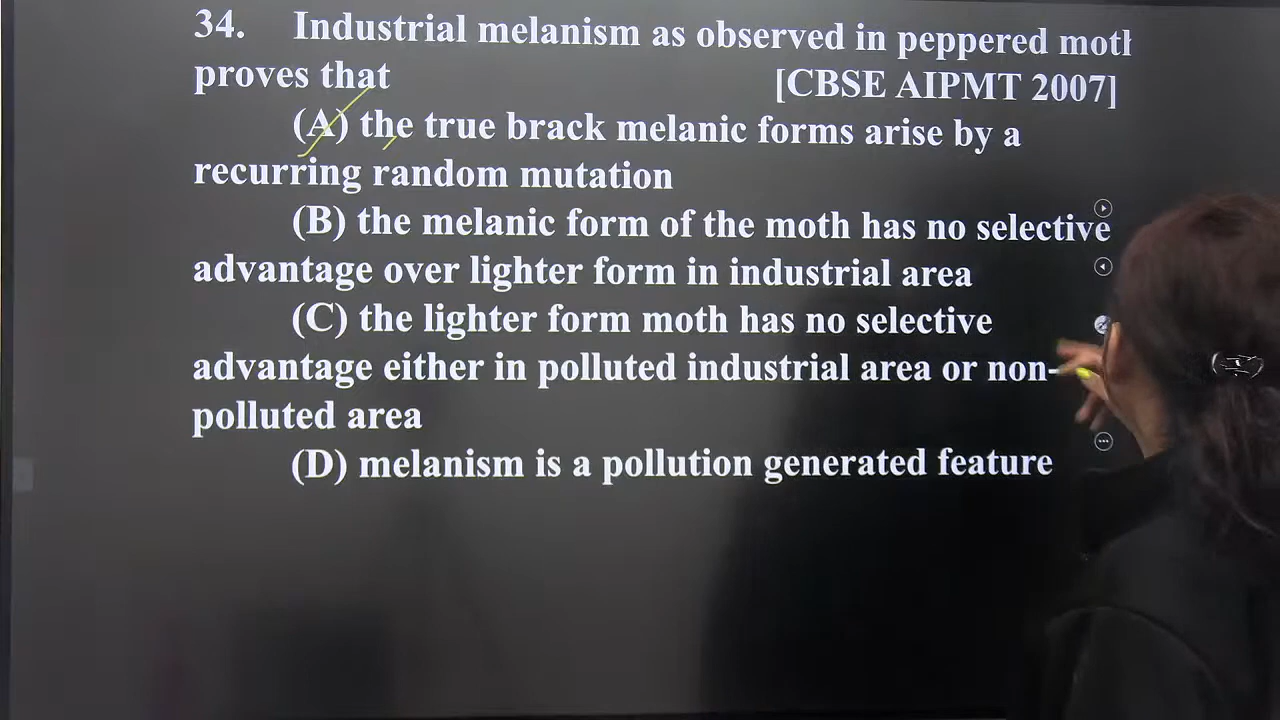 34. Industrial melanism as observed in peppered moth
proves that [CBSE AIPMT 2007]
(A) the true brack melanic forms arise by a
recurring random mutation
(B) the melanic form of the moth has no selective
advantage over lighter form in industrial area
(C) the lighter form moth has no selective
advantage either in polluted industrial area or non-
polluted area
(D) melanism is a pollution generated feature